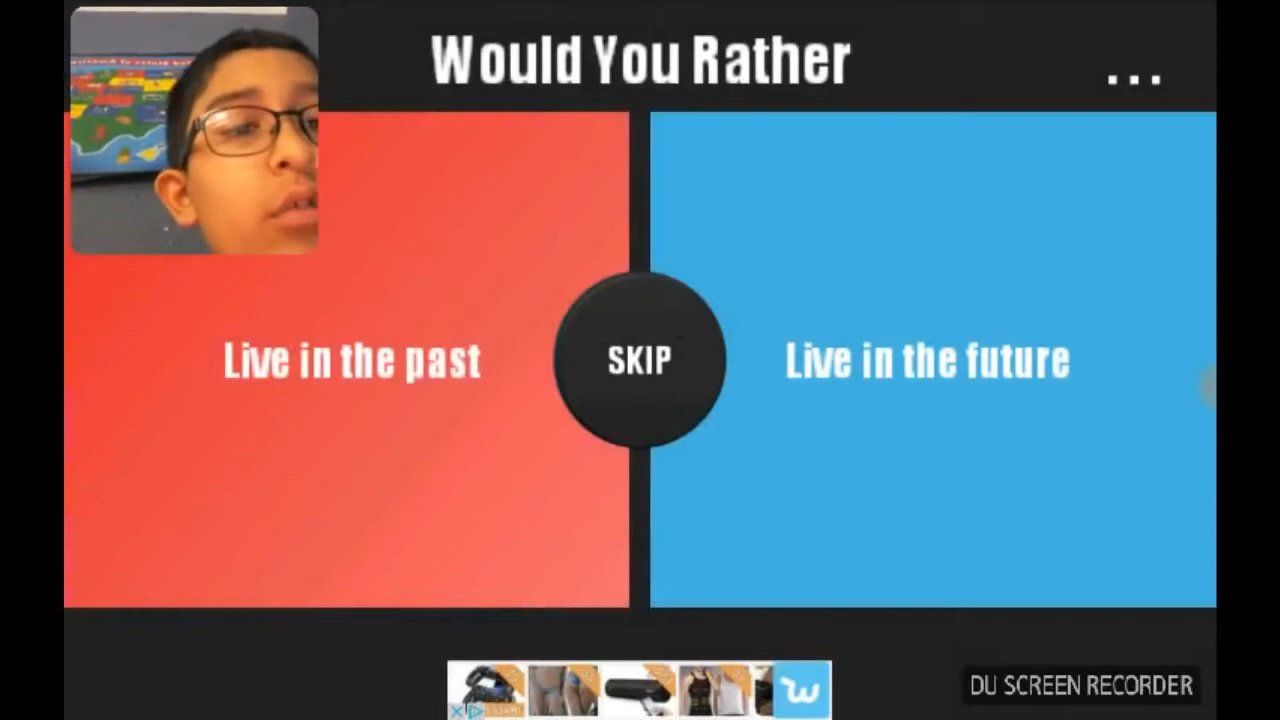 Would You Rather
...
Live in the past
SKIP
Live in the future
DU SCREEN RECORDER